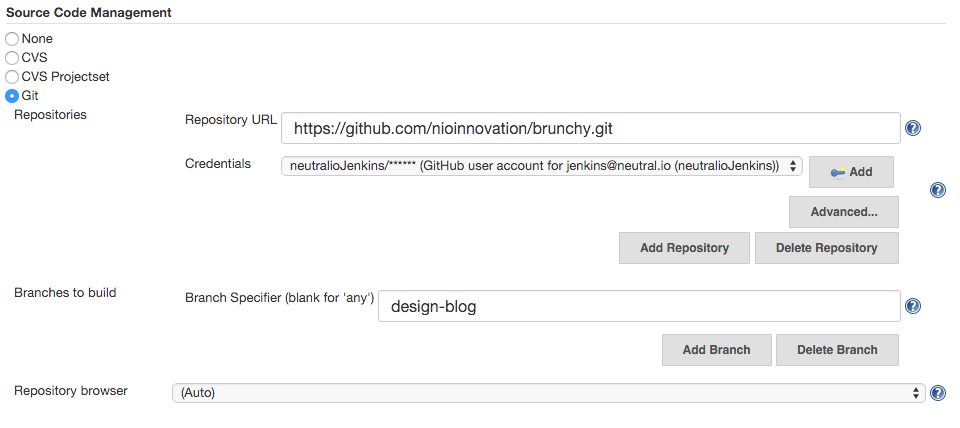 Source Code Management
None
CVS
CVS Projectset
Git
Repositories
Repository URL https://github.com/nioinnovation/brunchy.git
Credentials neutralioJenkins/****** (GitHub user account for jenkins@neutral.io (neutralioJenkins)) Add
Advanced...
Add Repository Delete Repository
Branches to build
Branch Specifier (blank for 'any') design-blog
Add Branch Delete Branch
Repository browser (Auto)